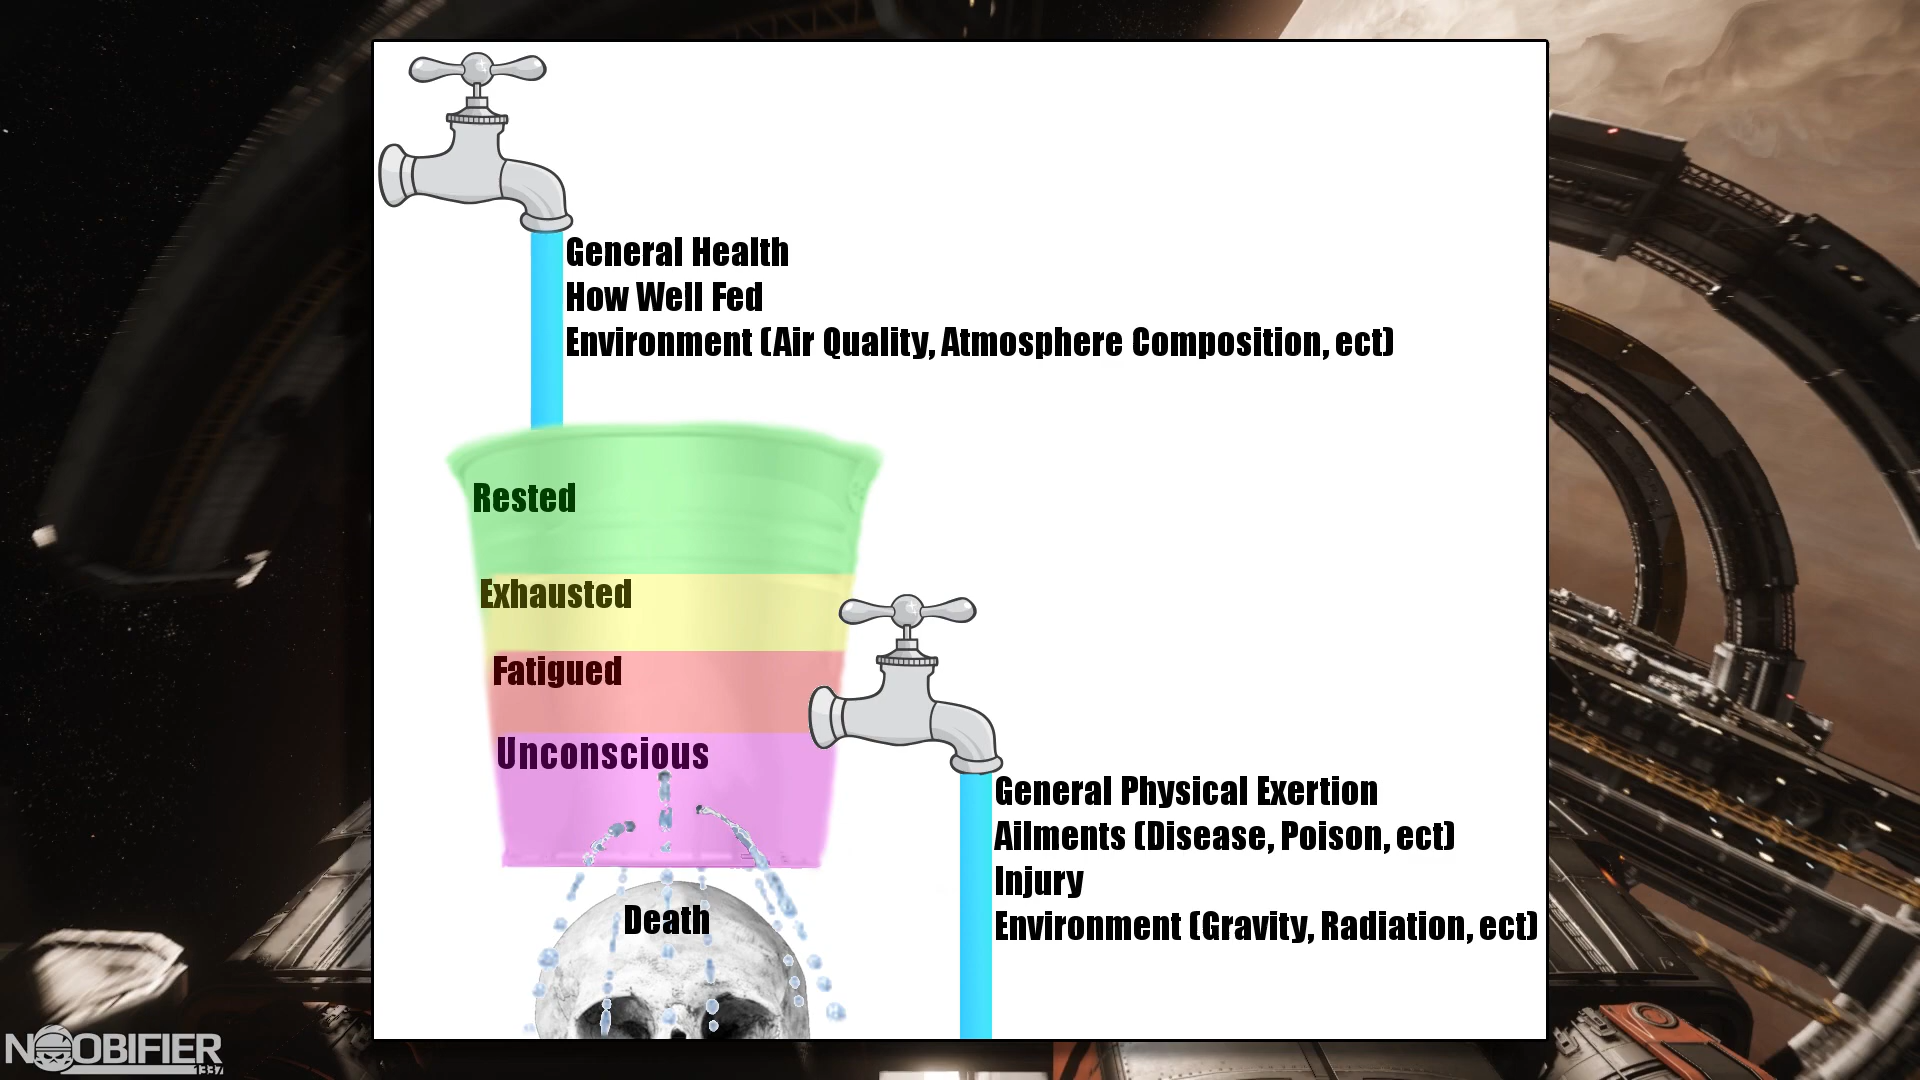 General Health
How Well Fed
Environment (Air Quality, Atmosphere Composition, ect)
Rested
Exhausted
Fatigued
Unconscious
General Physical Exertion
Ailments (Disease, Poison, ect)
Injury
Environment (Gravity, Radiation, ect)
Death
NOOBIFIER
1337